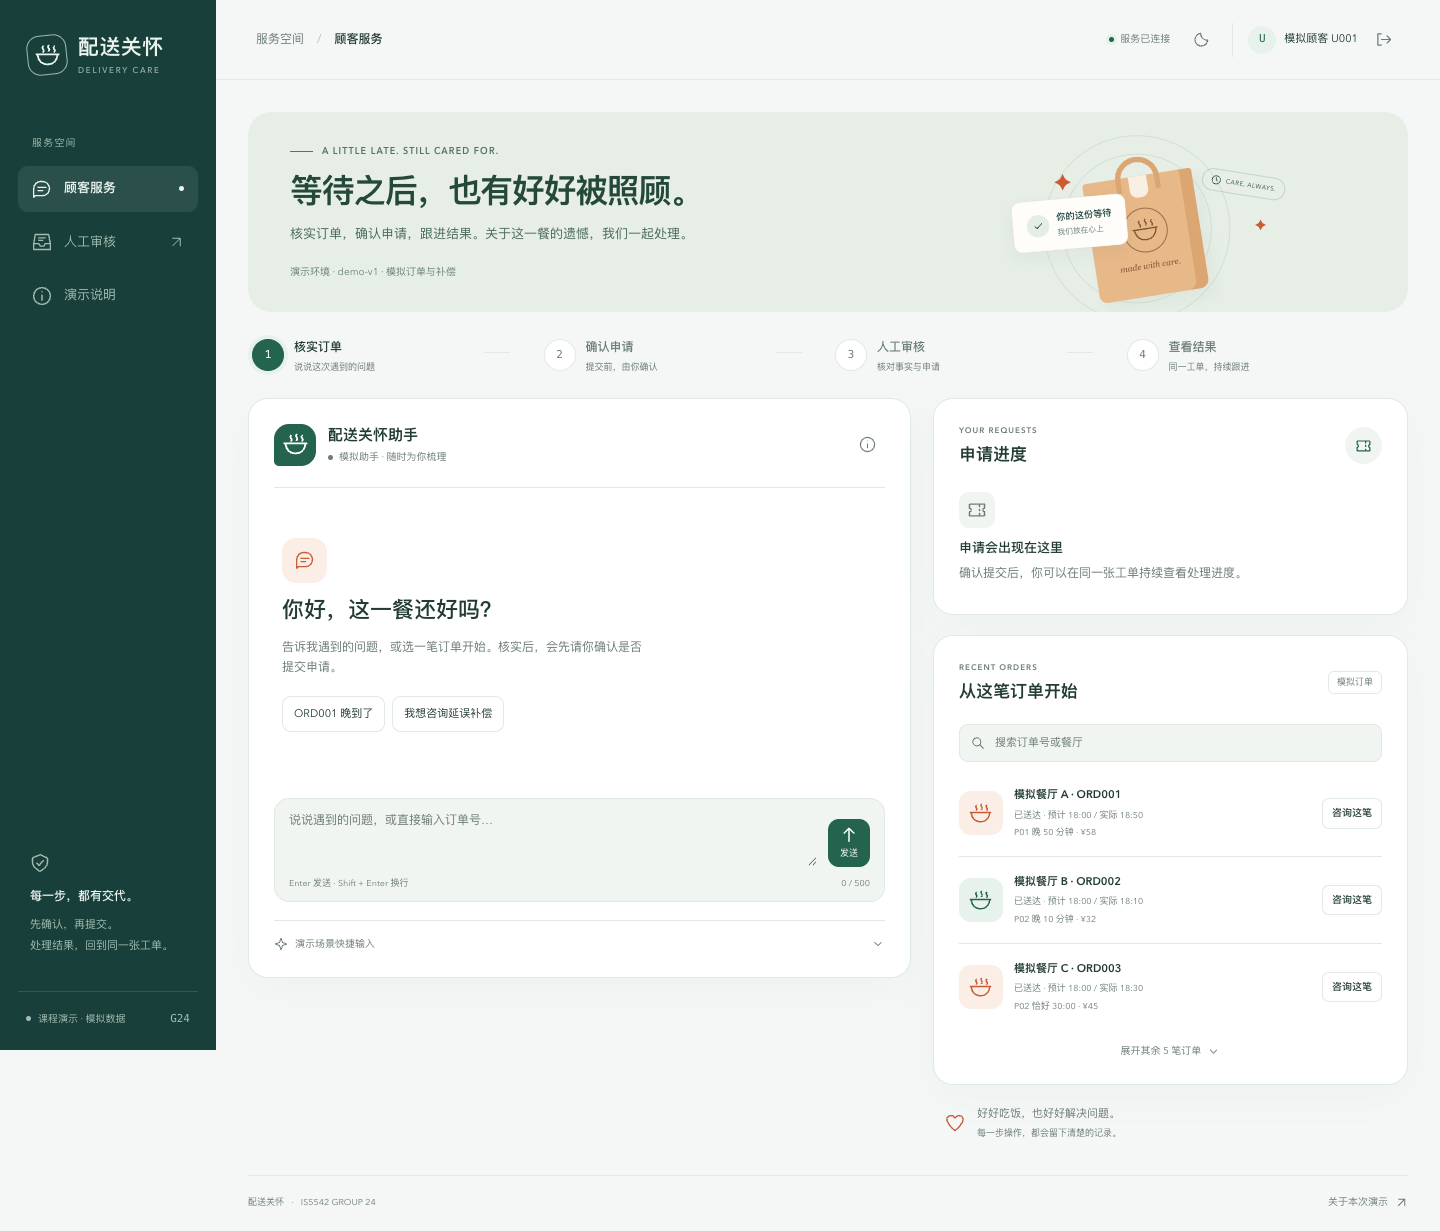 配送关怀
DELIVERY CARE
服务空间
顾客服务
人工审核
演示说明
每一步，都有交代。
先确认，再提交。
处理结果，回到同一张工单。
课程演示 · 模拟数据
G24
服务空间 / 顾客服务
服务已连接
U
模拟顾客 U001
A LITTLE LATE. STILL CARED FOR.
等待之后，也有好好被照顾。
核实订单，确认申请，跟进结果。关于这一餐的遗憾，我们一起处理。
演示环境 · demo-v1 · 模拟订单与补偿
你的这份等待
我们放在心上
CARE, ALWAYS.
made with care.
1
核实订单
说说这次遇到的问题
2
确认申请
提交前，由你确认
3
人工审核
核对事实与申请
4
查看结果
同一工单，持续跟进
配送关怀助手
模拟助手 · 随时为你梳理
你好，这一餐还好吗？
告诉我遇到的问题，或选一笔订单开始。核实后，会先请你确认是否
提交申请。
ORD001 晚到了
我想咨询延误补偿
说说遇到的问题，或直接输入订单号…
发送
Enter 发送 · Shift + Enter 换行
0 / 500
演示场景快捷输入
YOUR REQUESTS
申请进度
申请会出现在这里
确认提交后，你可以在同一张工单持续查看处理进度。
RECENT ORDERS
从这笔订单开始
模拟订单
搜索订单号或餐厅
模拟餐厅 A · ORD001
已送达 · 预计 18:00 / 实际 18:50
P01 晚 50 分钟 · ¥58
咨询这笔
模拟餐厅 B · ORD002
已送达 · 预计 18:00 / 实际 18:10
P02 晚 10 分钟 · ¥32
咨询这笔
模拟餐厅 C · ORD003
已送达 · 预计 18:00 / 实际 18:30
P02 恰好 30:00 · ¥45
咨询这笔
展开其余 5 笔订单
好好吃饭，也好好解决问题。
每一步操作，都会留下清楚的记录。
配送关怀 · IS5542 GROUP 24
关于本次演示